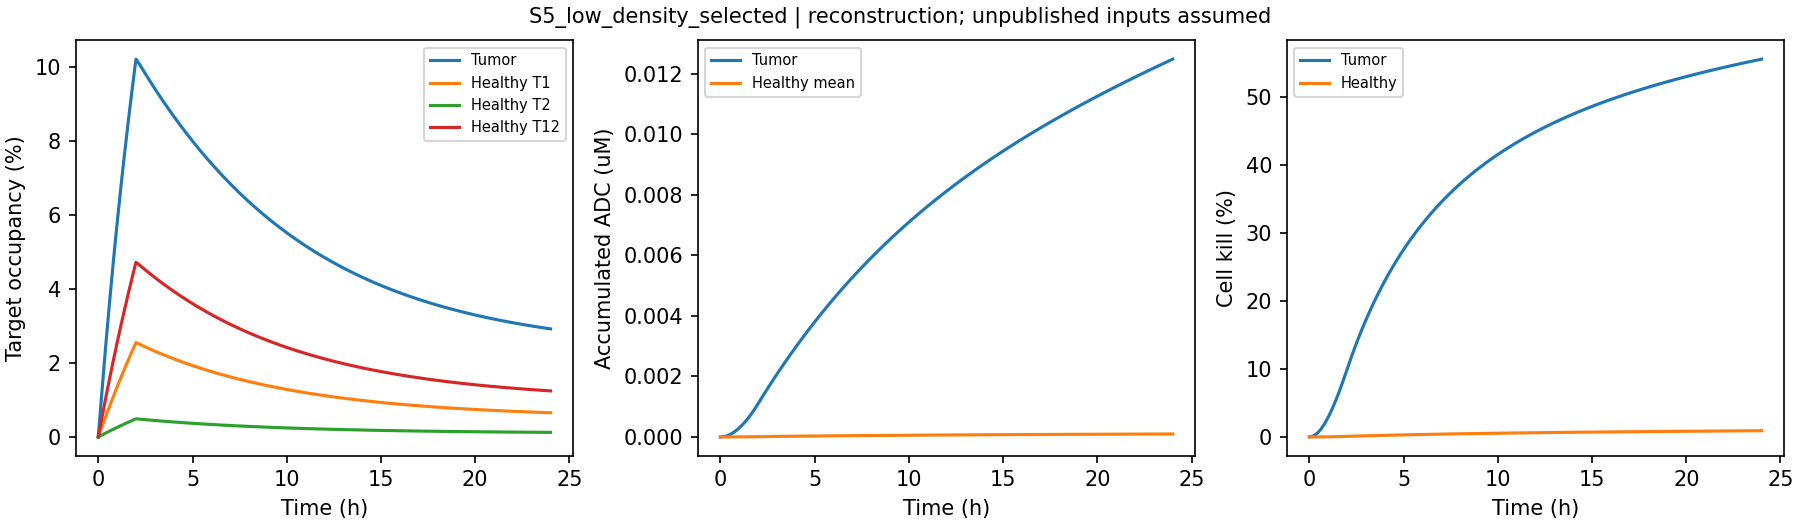 S5_low_density_selected | reconstruction; unpublished inputs assumed
Target occupancy (%)
10
8
6
4
2
0
Tumor
Healthy T1
Healthy T2
Healthy T12
0 5 10 15 20 25
Time (h)
Accumulated ADC (uM)
0.012
0.010
0.008
0.006
0.004
0.002
0.000
Tumor
Healthy mean
0 5 10 15 20 25
Time (h)
Cell kill (%)
50
40
30
20
10
0
Tumor
Healthy
0 5 10 15 20 25
Time (h)